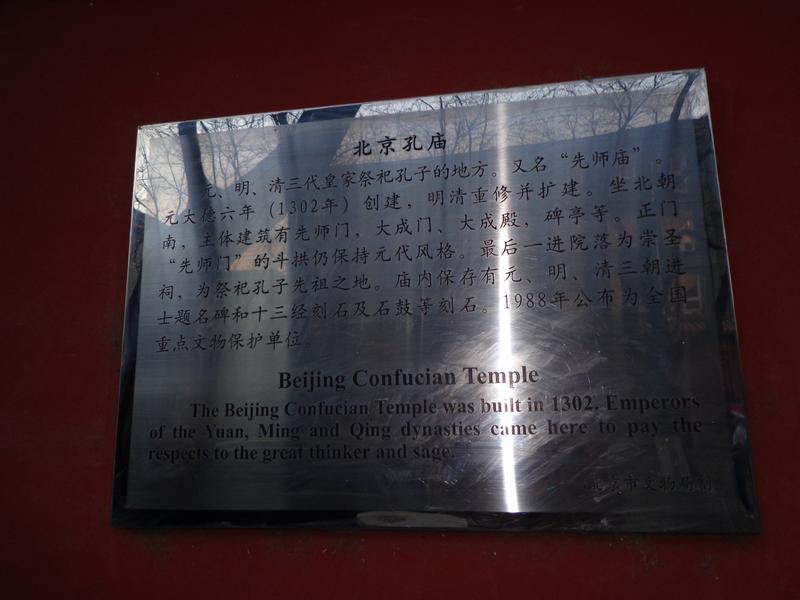 北京孔庙
元、明、清三代皇家祭祀孔子的地方。又名“先师庙”。
元大德六年（1302年）创建，明清重修并扩建。坐北朝
南，主体建筑有先师门，大成门、大成殿，碑亭等。正门
“先师门”的斗拱仍保持元代风格。最后一进院落为崇圣
祠，为祭祀孔子先祖之地。庙内保存有元、明、清三朝进
士题名碑和十三经刻石及石鼓等刻石。1988年公布为全国
重点文物保护单位。
Beijing Confucian Temple
The Beijing Confucian Temple was built in 1302. Emperors
of the Yuan, Ming and Qing dynasties came here to pay the
respects to the great thinker and sage.
北京市文物局制